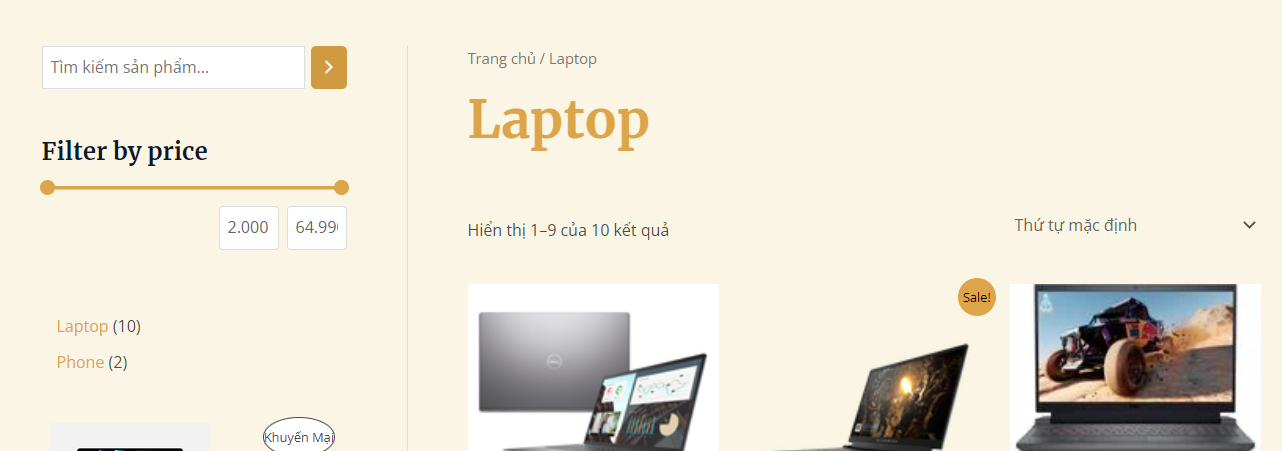 Tìm kiếm sản phẩm...
Filter by price
2.000
64.99
Laptop (10)
Phone (2)
Khuyến Mại
Trang chủ / Laptop
Laptop
Hiển thị 1–9 của 10 kết quả
Thứ tự mặc định
Sale!
DELL